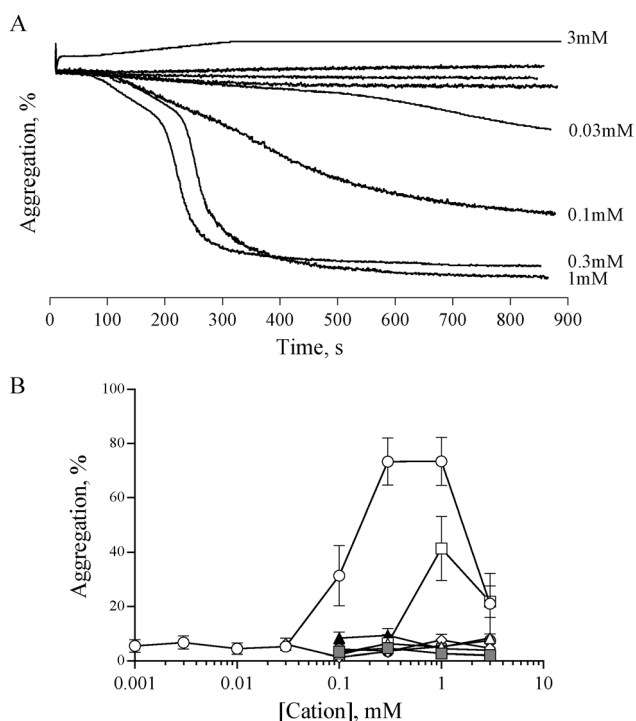 A
3mM
0.03mM
0.1mM
0.3mM
1mM
Aggregation, %
0 100 200 300 400 500 600 700 800 900
Time, s
B
100
80
60
40
20
0
Aggregation, %
0.001 0.01 0.1 1 10
[Cation], mM